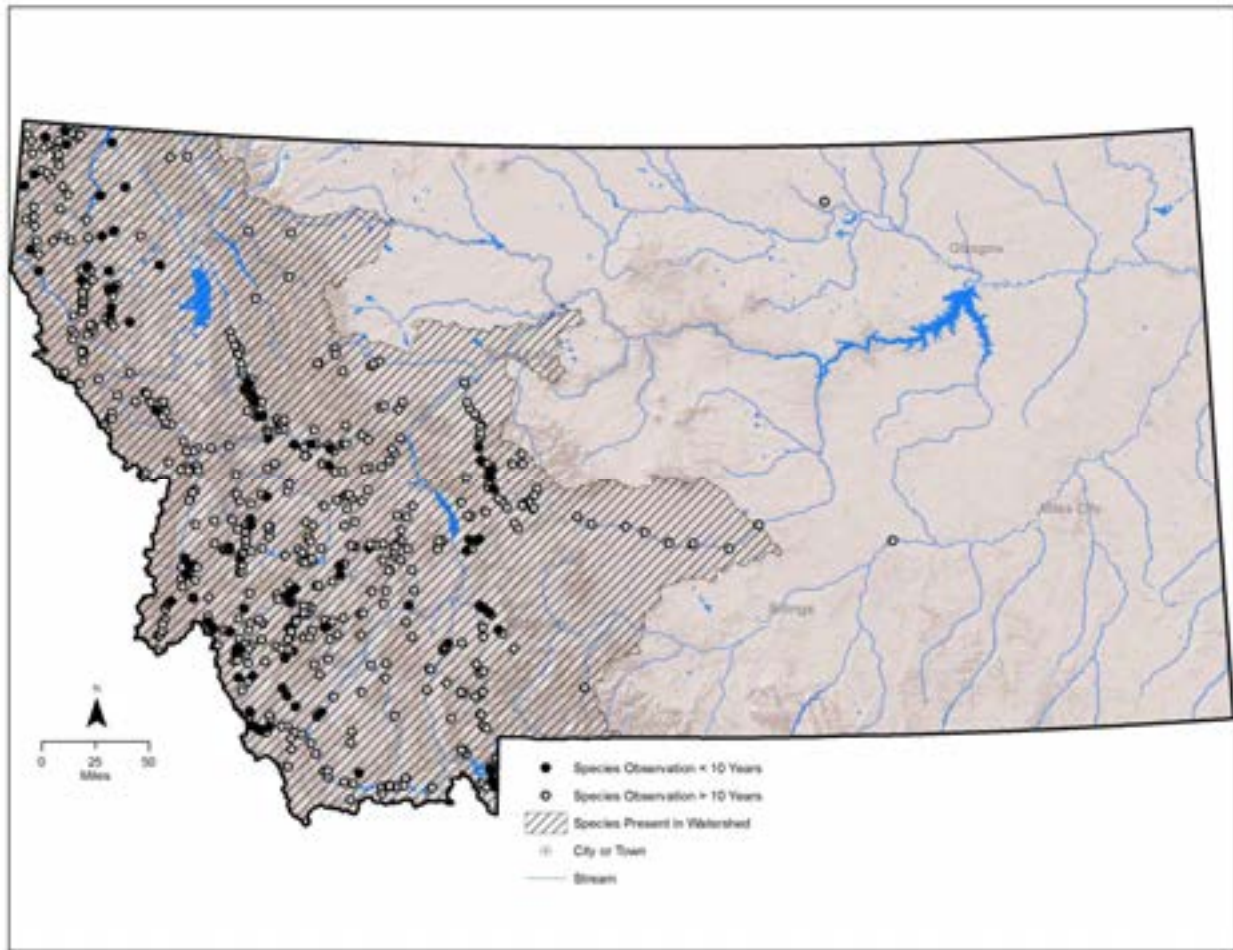 Glasgow
Miles City
Billings
N
0 25 50
Miles
Species Observation < 10 Years
Species Observation > 10 Years
Species Present in Watershed
City or Town
Stream